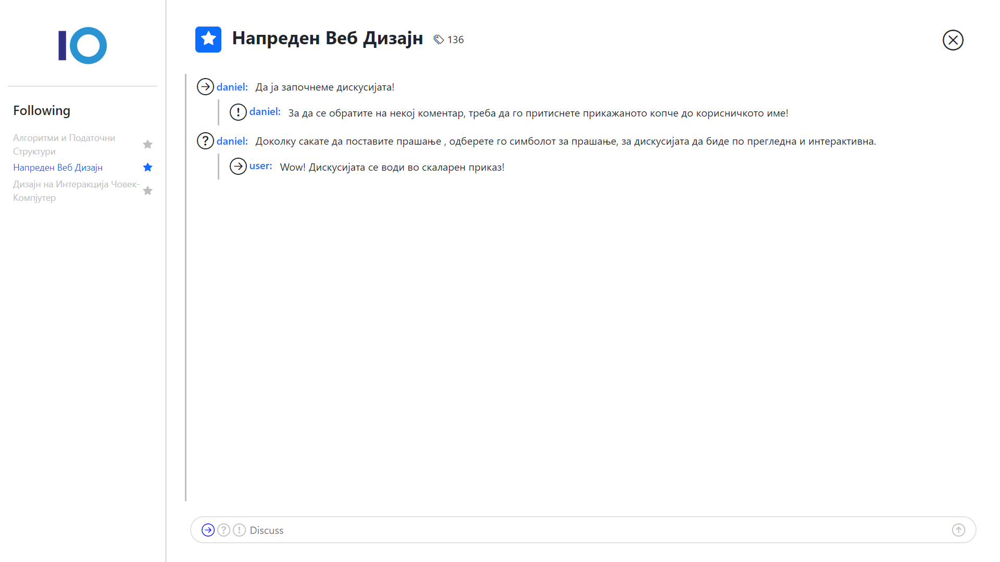 IO
Following
Алгоритми и Податочни
Структури
Напреден Веб Дизајн
Дизајн на Интеракција Човек-
Компјутер
Напреден Веб Дизајн 136
daniel: Да ја започнеме дискусијата!
! daniel: За да се обратите на некој коментар, треба да го притиснете прикажаното копче до корисничкото име!
? daniel: Доколку сакате да поставите прашање , одберете го симболот за прашање, за дискусијата да биде по прегледна и интерактивна.
user: Wow! Дискусијата се води во скаларен приказ!
? ! Discuss